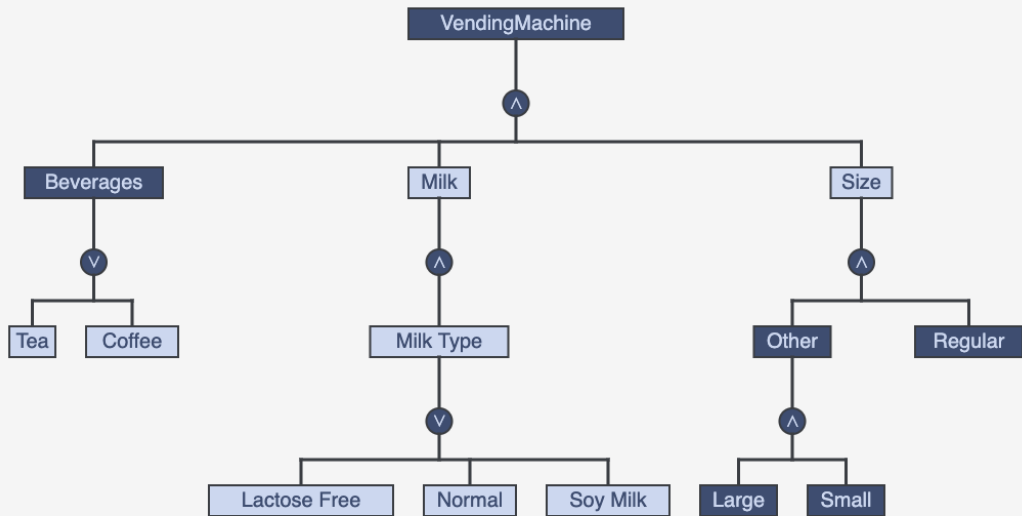 VendingMachine
∧
Beverages
Milk
Size
∨
∧
∧
Tea
Coffee
Milk Type
Other
Regular
∨
∧
Lactose Free
Normal
Soy Milk
Large
Small